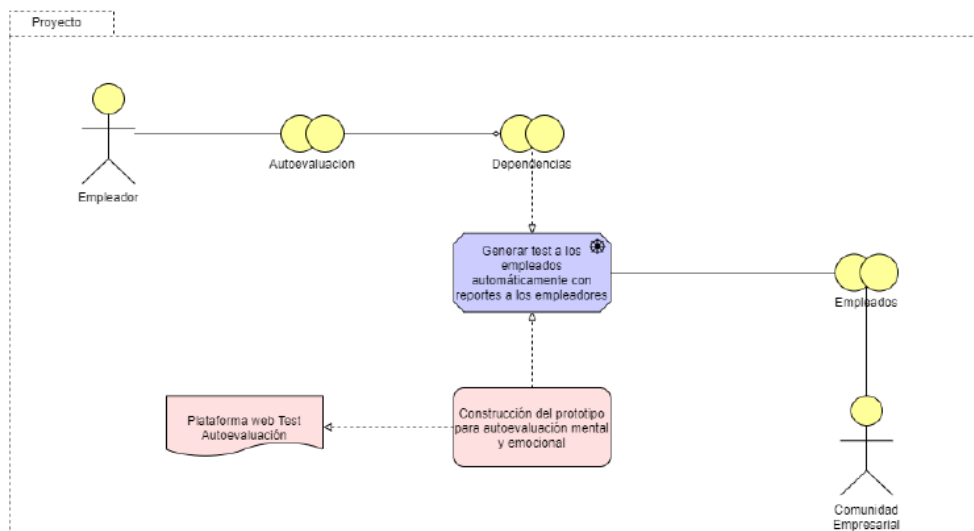 Proyecto
Empleador
Autoevaluacion
Dependencias
Generar test a los
empleados
automáticamente con
reportes a los empleadores
Empleados
Plataforma web Test
Autoevaluación
Construcción del prototipo
para autoevaluación mental
y emocional
Comunidad
Empresarial